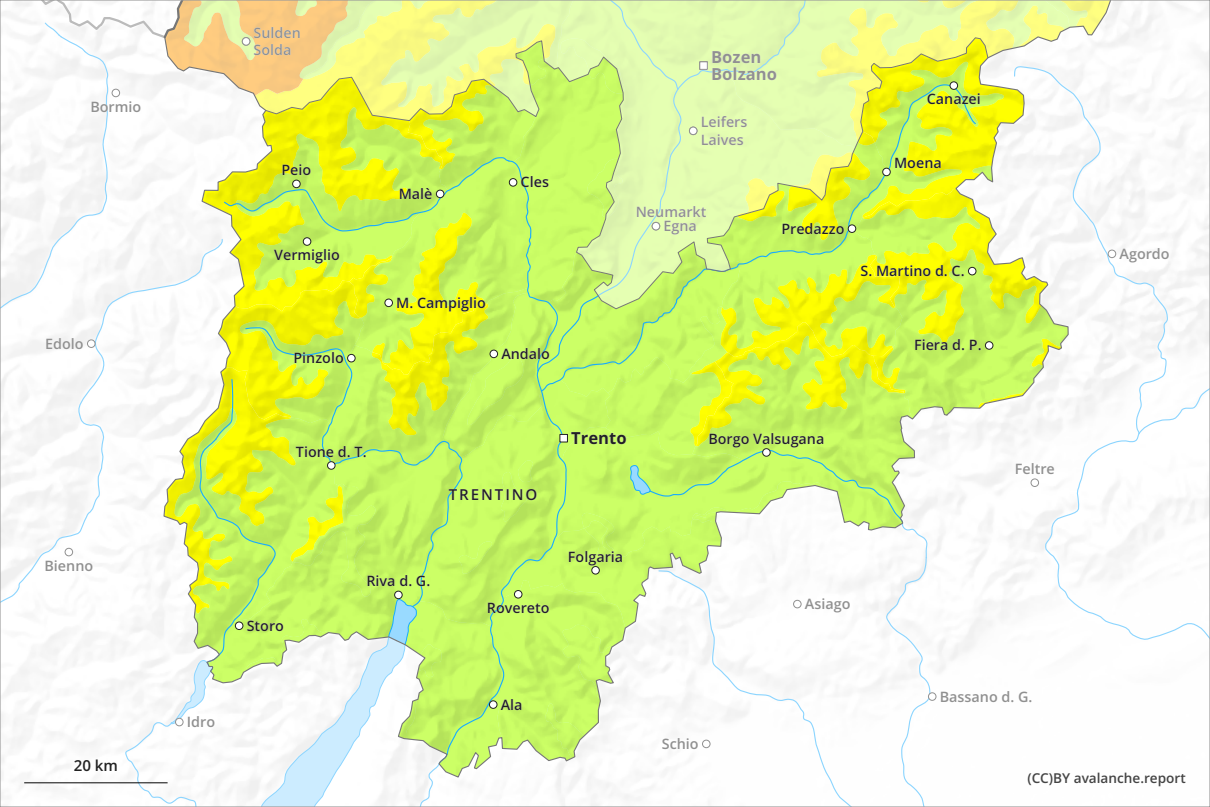 Sulden
Solda
Bozen
Bolzano
Bormio
Canazei
Leifers
Laives
Moena
Peio
Malè
Cles
Neumarkt
Egna
Predazzo
Vermiglio
Agordo
S. Martino d. C.
M. Campiglio
Edolo
Fiera d. P.
Pinzolo
Andalo
Trento
Borgo Valsugana
Tione d. T.
Feltre
TRENTINO
Bienno
Folgaria
Riva d. G.
Asiago
Rovereto
Storo
Bassano d. G.
Ala
Idro
Schio
20 km
(CC)BY avalanche.report